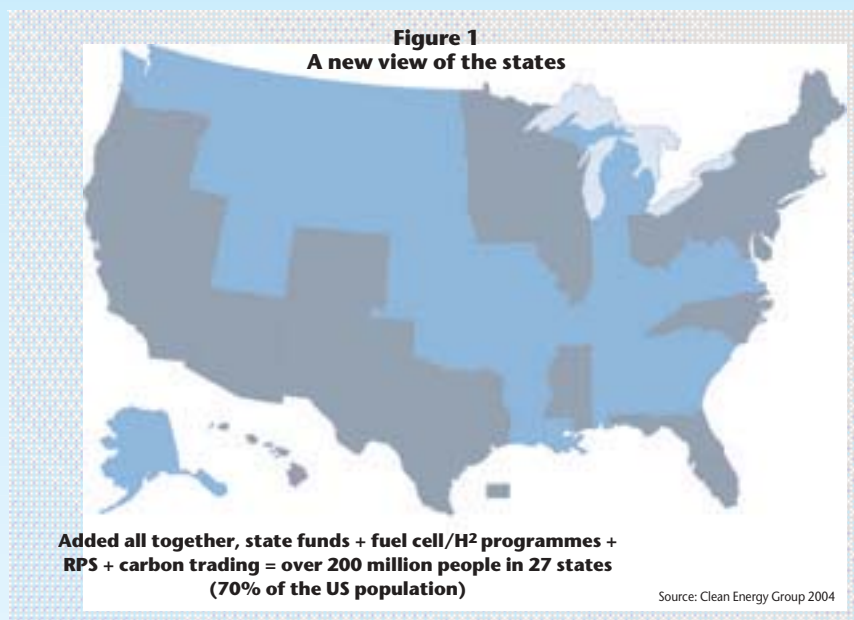 Figure 1
A new view of the states
Added all together, state funds + fuel cell/H² programmes +
RPS + carbon trading = over 200 million people in 27 states
(70% of the US population)
Source: Clean Energy Group 2004